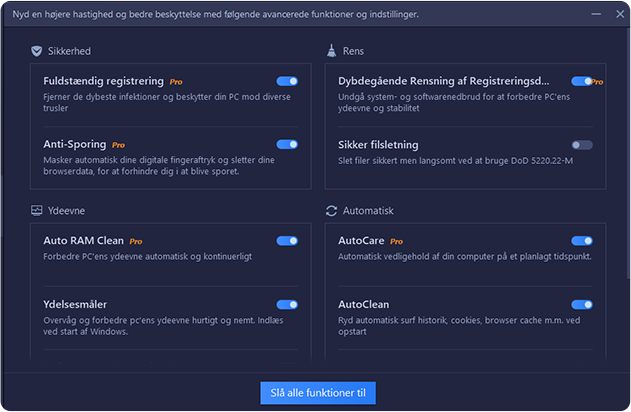 Nyd en højere hastighed og bedre beskyttelse med følgende avancerede funktioner og indstillinger.
Sikkerhed
Fuldstændig registrering Pro
Fjerner de dybeste infektioner og beskytter din PC mod diverse
trusler
Anti-Sporing Pro
Masker automatisk dine digitale fingeraftryk og sletter dine
browserdata, for at forhindre dig i at blive sporet.
Rens
Dybdegående Rensning af Registreringsd... Pro
Undgå system- og softwarenedbrud for at forbedre PC'ens
ydeevne og stabilitet
Sikker filsletning
Slet filer sikkert men langsomt ved at bruge DoD 5220.22-M
Ydeevne
Auto RAM Clean Pro
Forbedre PC'ens ydeevne automatisk og kontinuerligt
Ydelsesmåler
Overvåg og forbedre pc'ens ydeevne hurtigt og nemt. Indlæs
ved start af Windows.
Automatisk
AutoCare Pro
Automatisk vedligehold af din computer på et planlagt tidspunkt.
AutoClean
Ryd automatisk surf historik, cookies, browser cache m.m. ved
opstart
Slå alle funktioner til